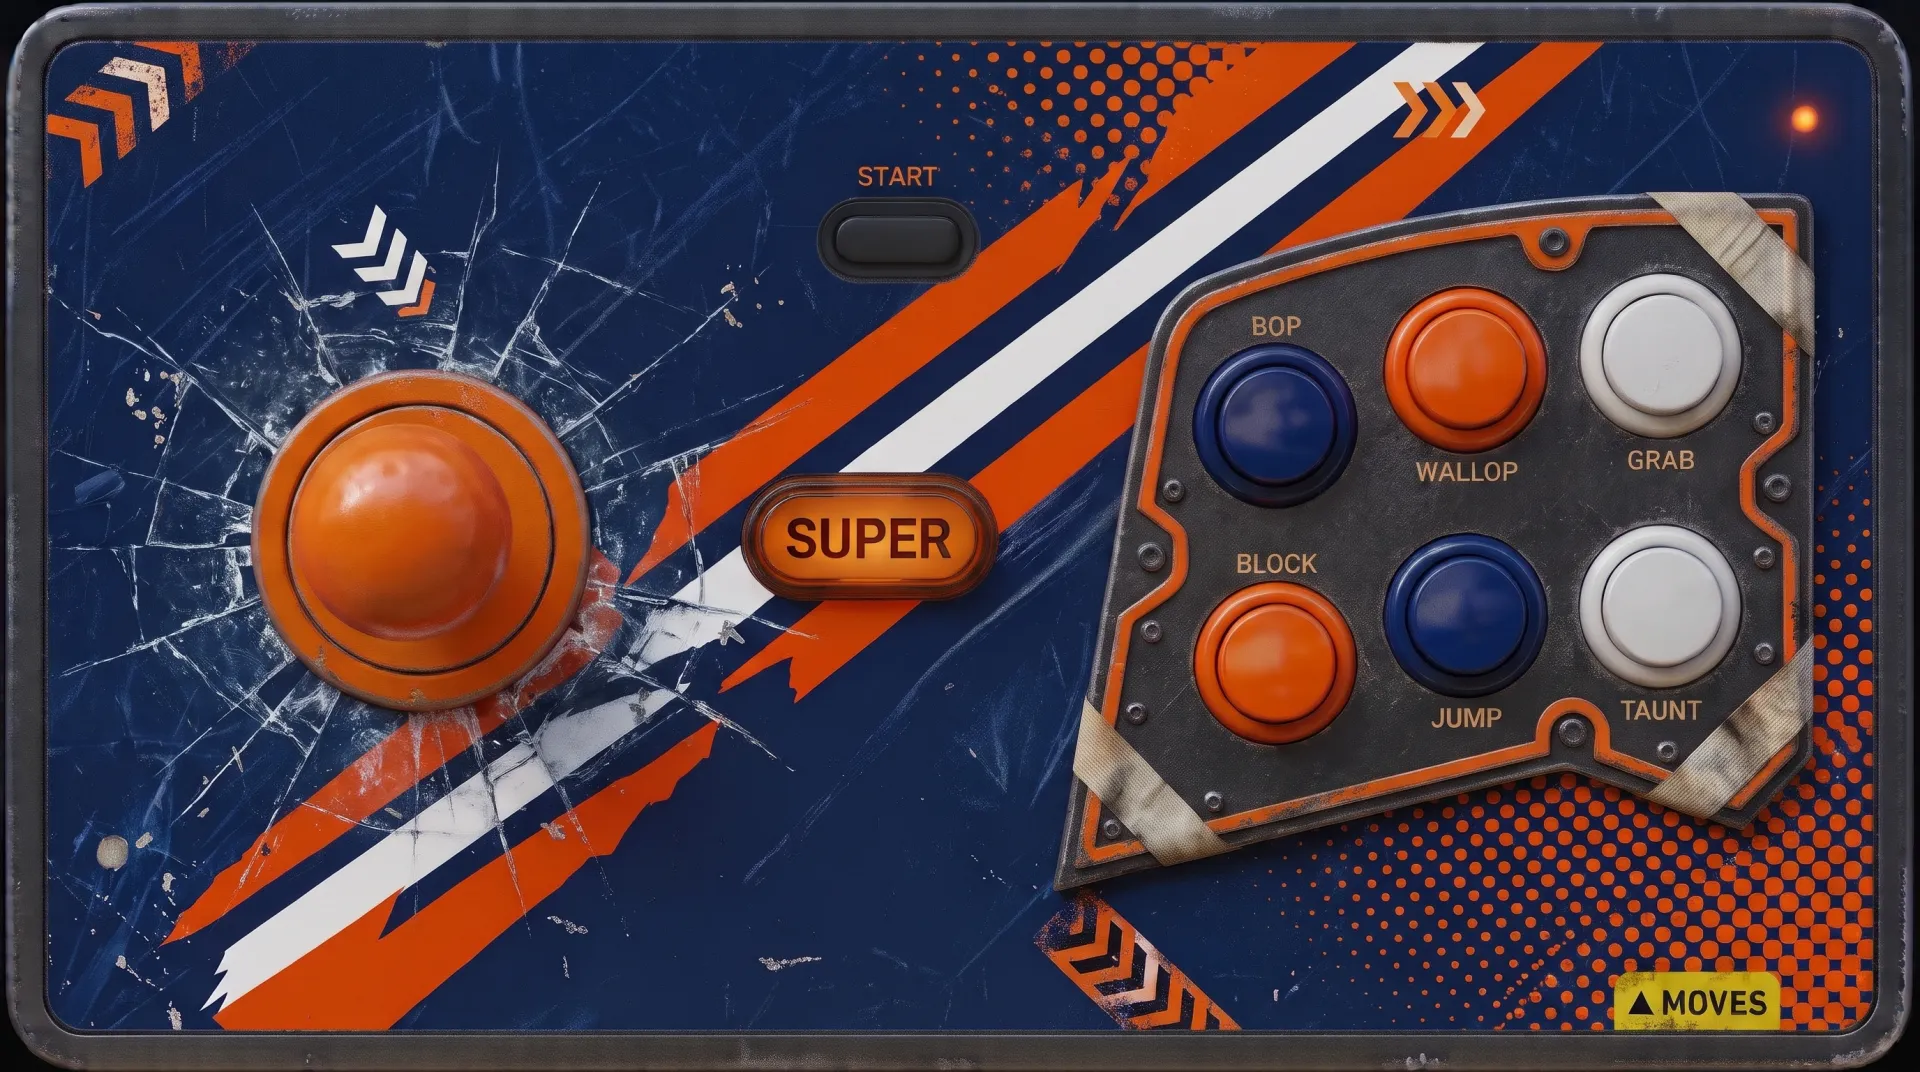 START
BOP
WALLOP
GRAB
SUPER
BLOCK
JUMP
TAUNT
▲ MOVES